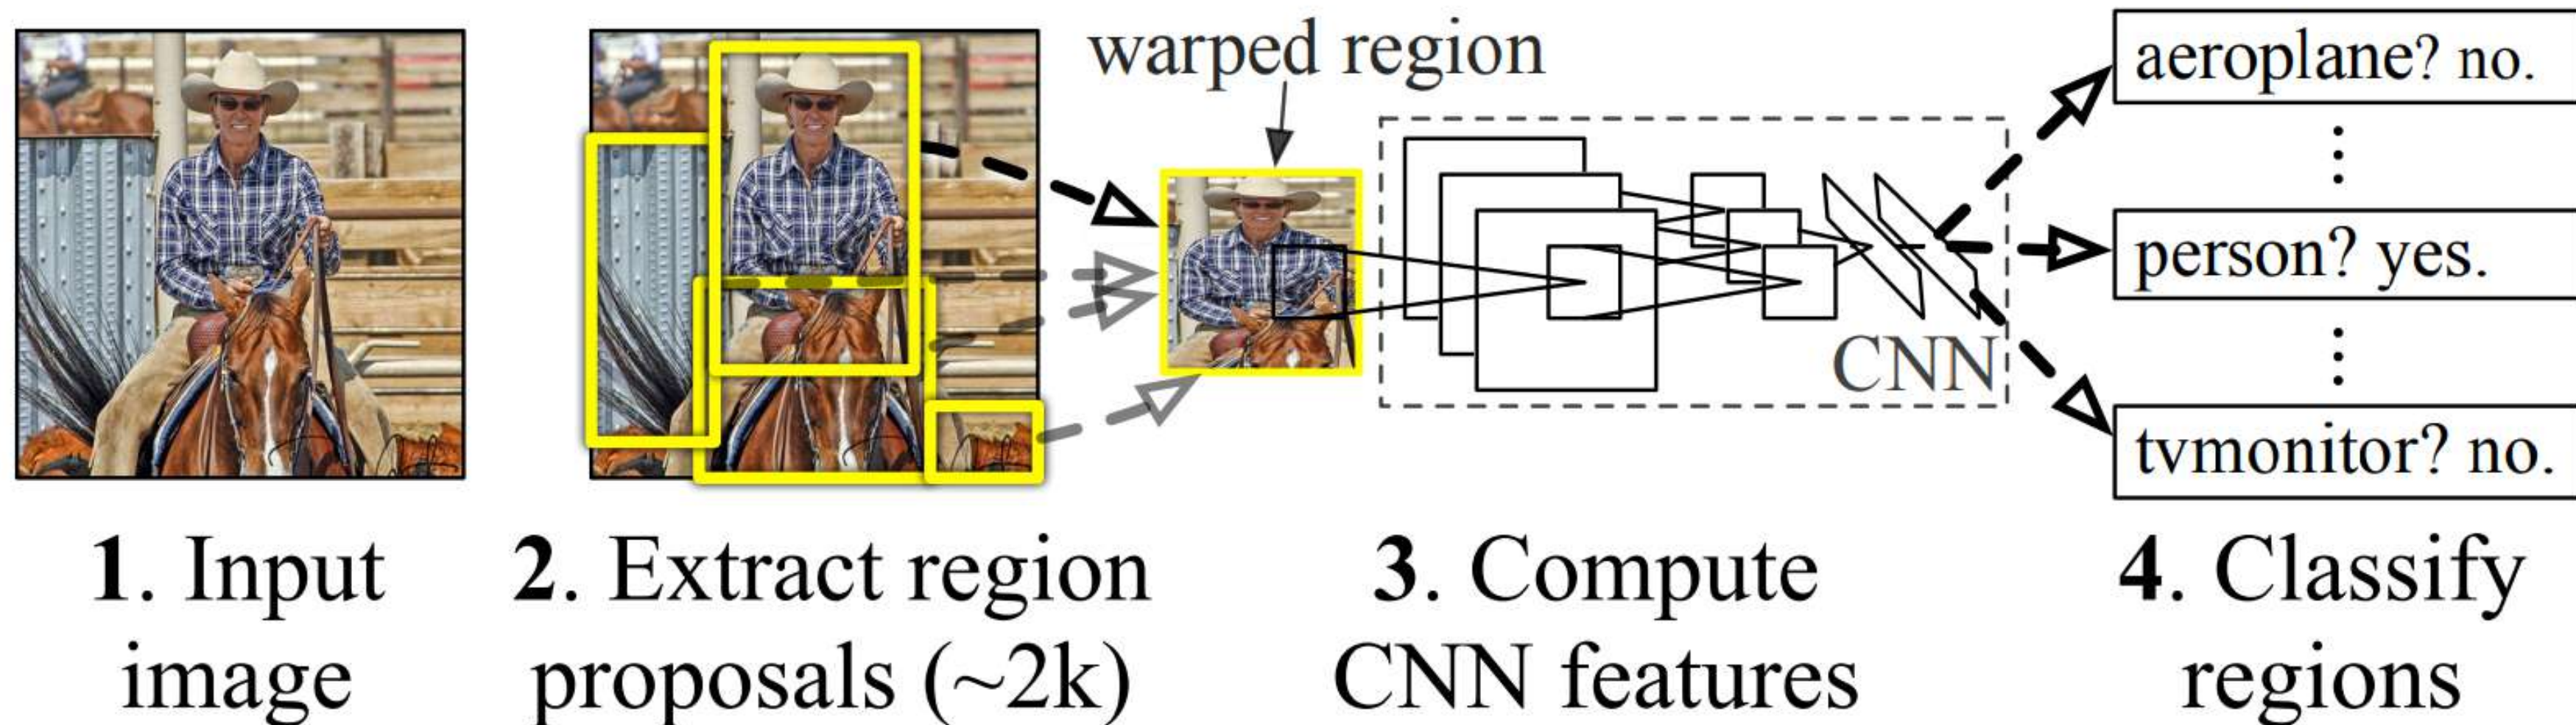 warped region
aeroplane? no.
person? yes.
CNN
tvmonitor? no.
1. Input
image
2. Extract region
proposals (~2k)
3. Compute
CNN features
4. Classify
regions